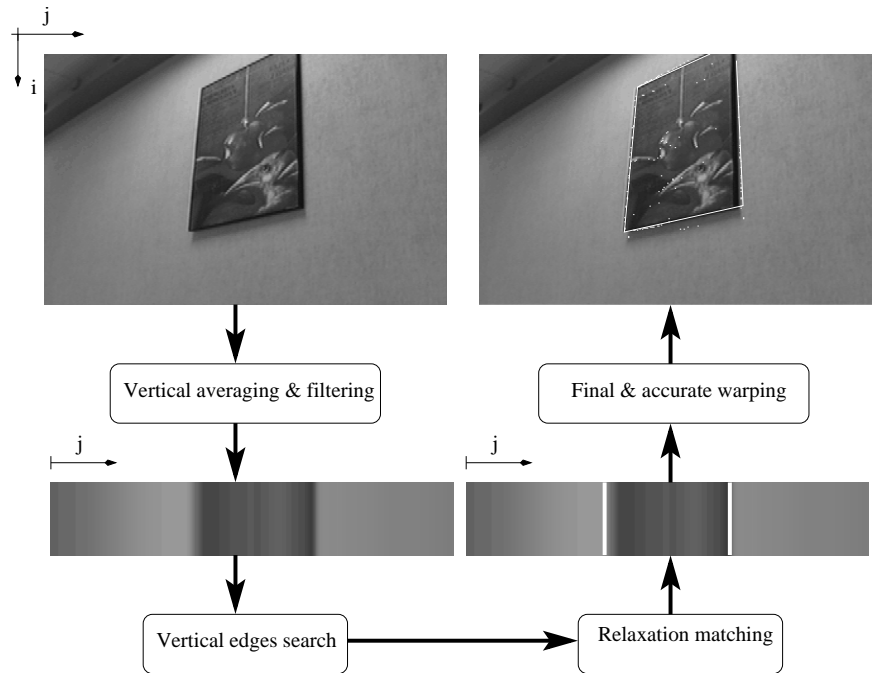 j
i
Vertical averaging & filtering
Final & accurate warping
j
j
Vertical edges search
Relaxation matching